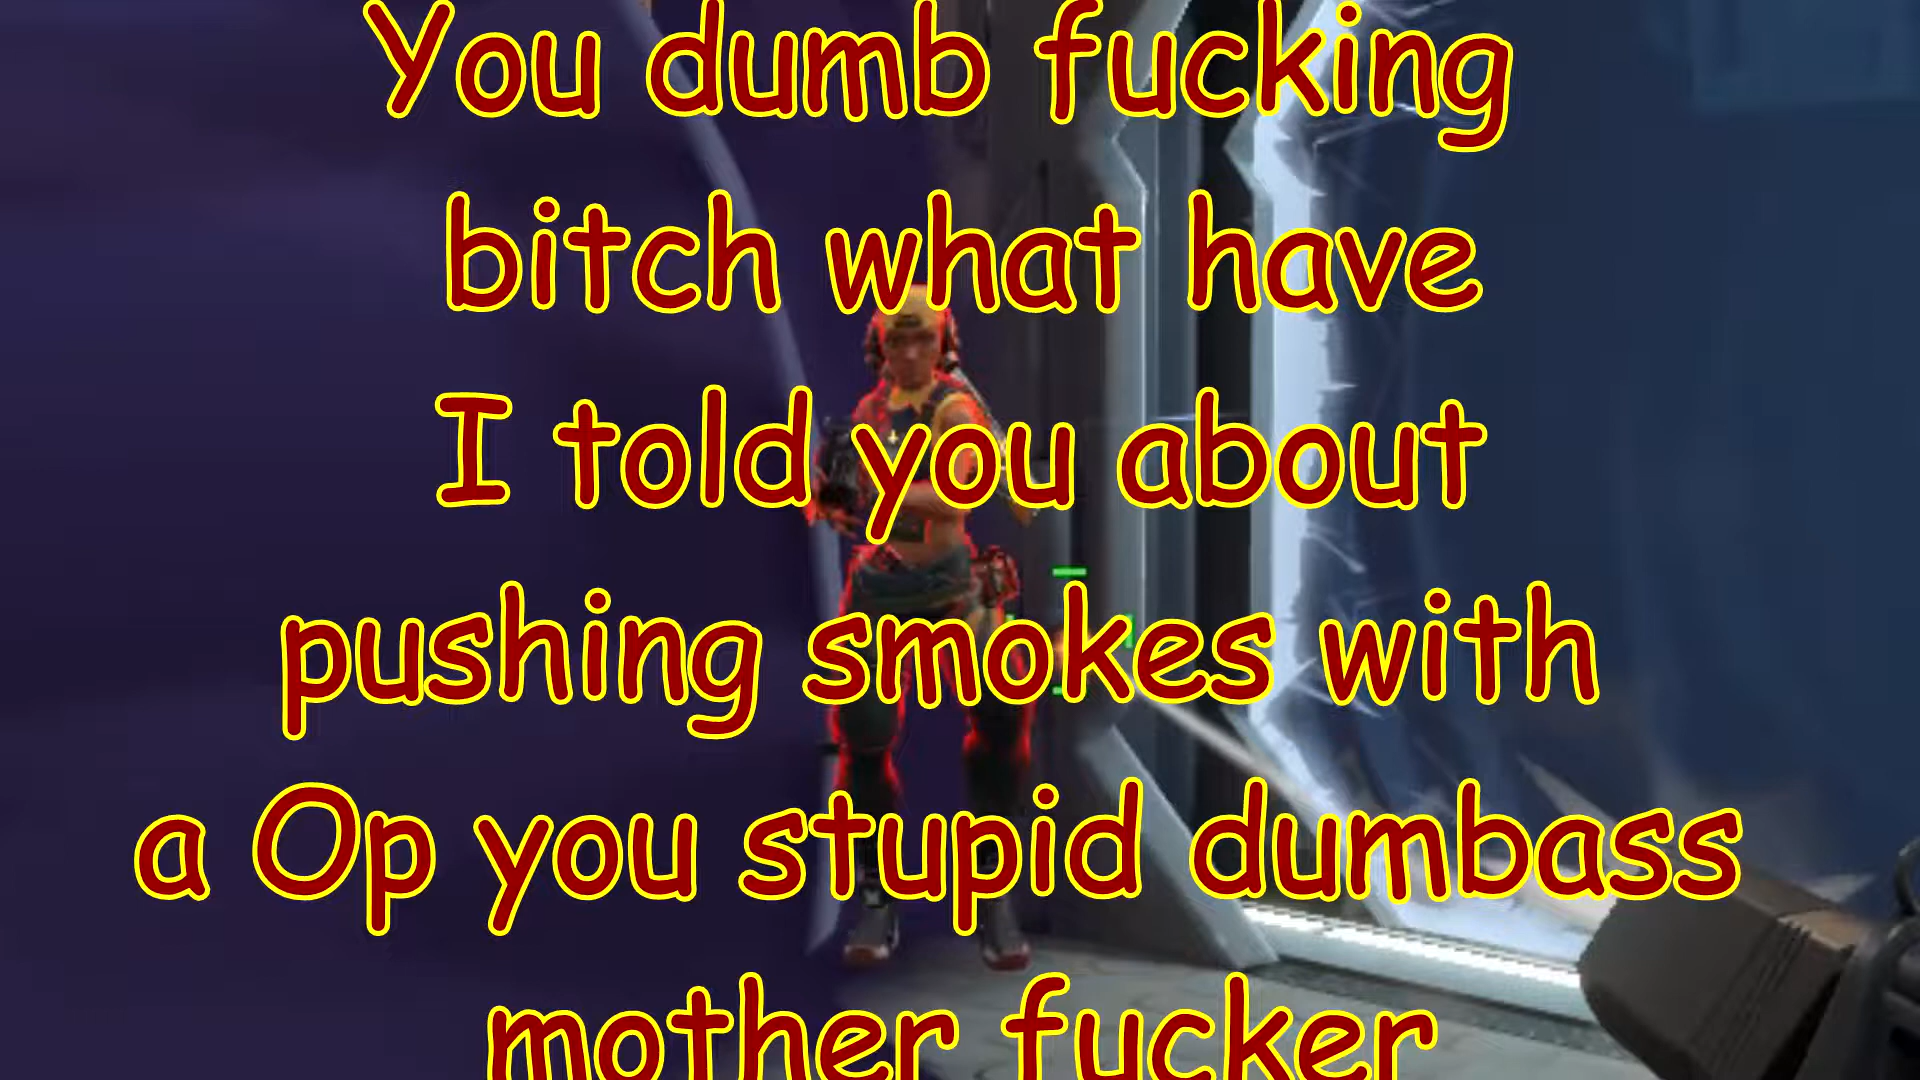 You dumb fucking
bitch what have
I told you about
pushing smokes with
a Op you stupid dumbass
mother fucker